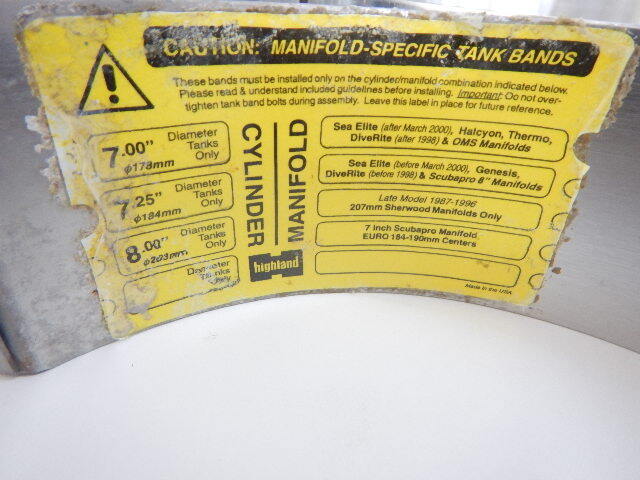 CAUTION: MANIFOLD-SPECIFIC TANK BANDS
These bands must be installed only on the cylinder/manifold combination indicated below.
Please read & understand included guidelines before installing. Important: Do not over-
tighten tank band bolts during assembly. Leave this label in place for future reference.
7.00" Diameter Tanks Only
ϕ178mm
7.25" Diameter Tanks Only
ϕ184mm
8.00" Diameter Tanks Only
ϕ203mm
Diameter Tanks Only
CYLINDER
MANIFOLD
highland
Sea Elite (after March 2000), Halcyon, Thermo,
DiveRite (after 1998) & OMS Manifolds
Sea Elite (before March 2000), Genesis,
DiveRite (before 1998) & Scubapro 8" Manifolds
Late Model 1987-1996
207mm Sherwood Manifolds Only
7 inch Scubapro Manifold,
EURO 184-190mm Centers
Made in the USA